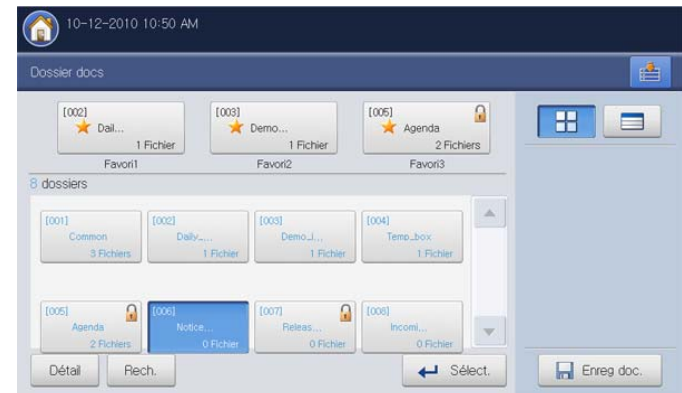 10-12-2010 10:50 AM
Dossier docs
[002]
Dail...
1 Fichier
Favori1
[003]
Demo...
1 Fichier
Favori2
[005]
Agenda
2 Fichiers
Favori3
8 dossiers
[001]
Common
3 Fichiers
[002]
Daily_...
1 Fichier
[003]
Demo_i...
1 Fichier
[004]
Temp_box
1 Fichier
[005]
Agenda
2 Fichiers
[006]
Notice...
0 Fichier
[007]
Releas...
0 Fichier
[008]
Incomi...
0 Fichier
Détail
Rech.
Sélect.
Enreg doc.